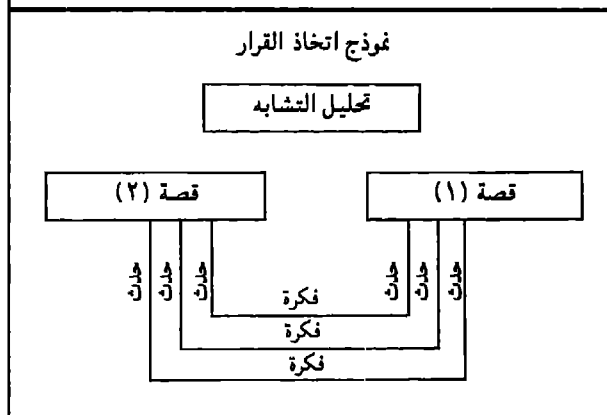 نموذج اتخاذ القرار
تحليل التشابه
قصة (١)
قصة (٢)
حدث
حدث
حدث
حدث
حدث
حدث
فكرة
فكرة
فكرة